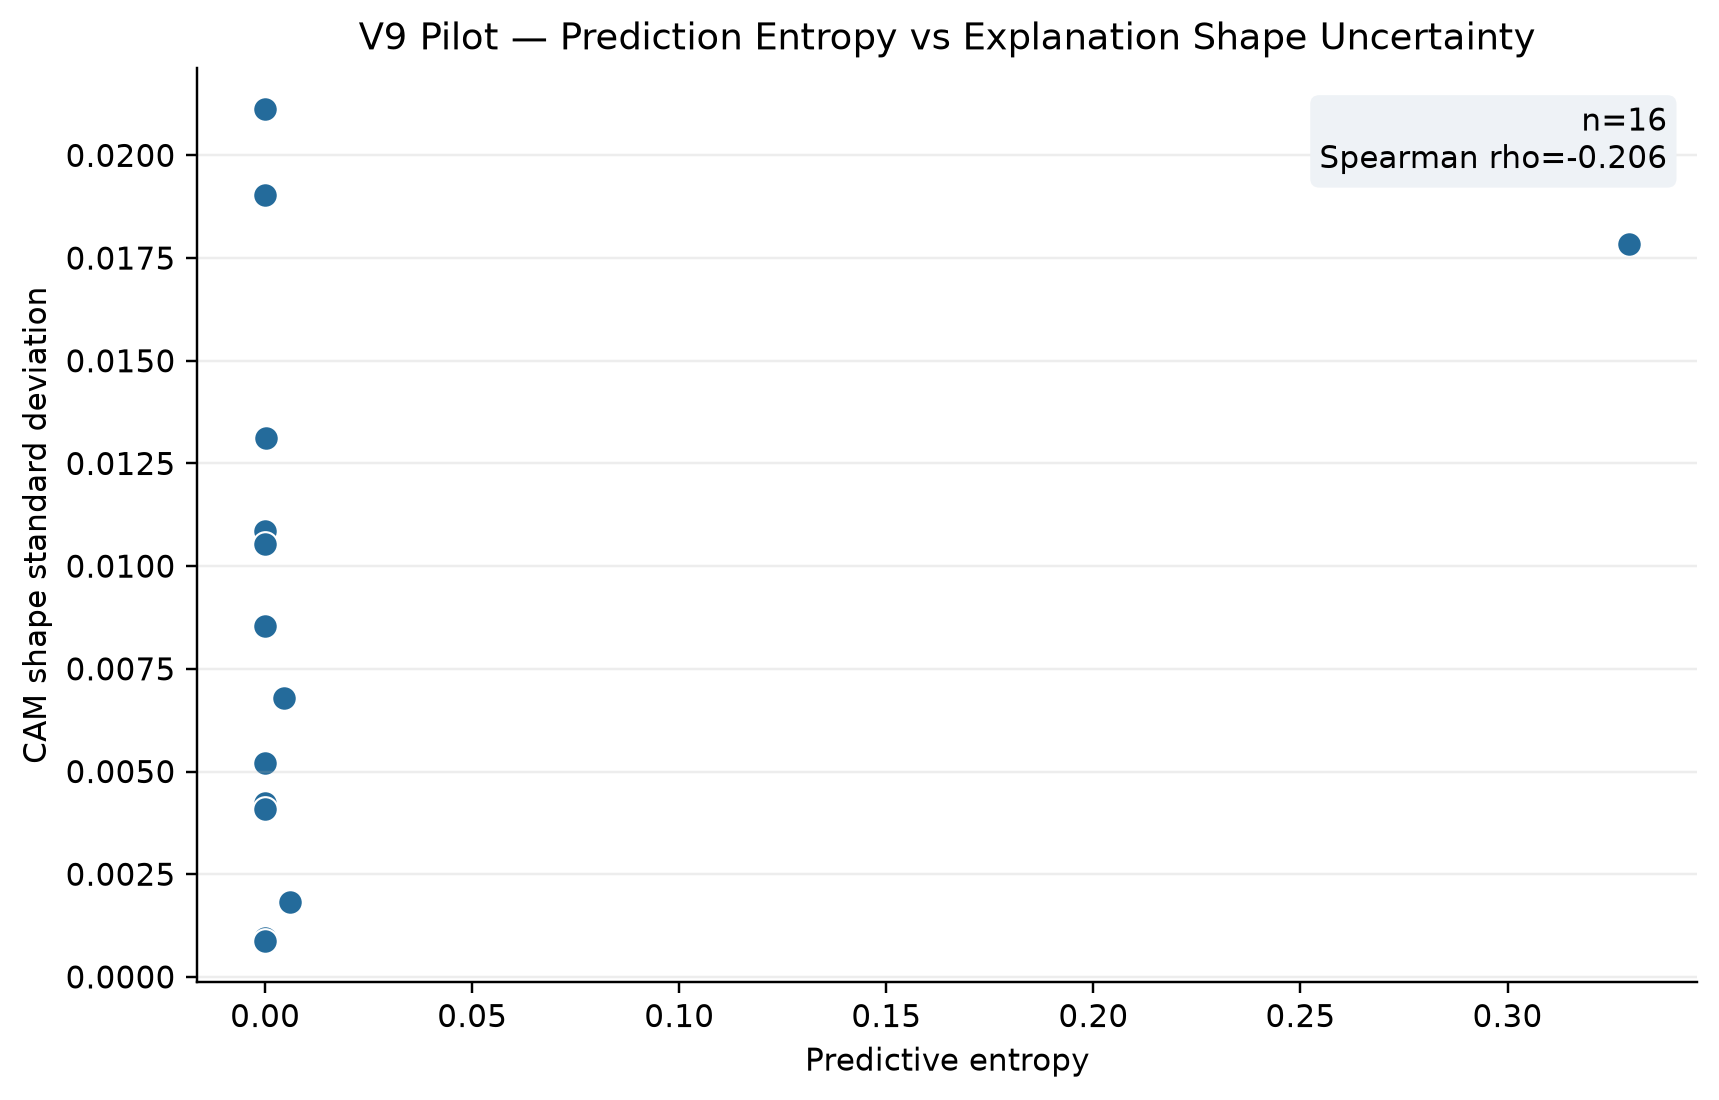 V9 Pilot — Prediction Entropy vs Explanation Shape Uncertainty
n=16
Spearman rho=-0.206
CAM shape standard deviation
0.0200
0.0175
0.0150
0.0125
0.0100
0.0075
0.0050
0.0025
0.0000
0.00 0.05 0.10 0.15 0.20 0.25 0.30
Predictive entropy